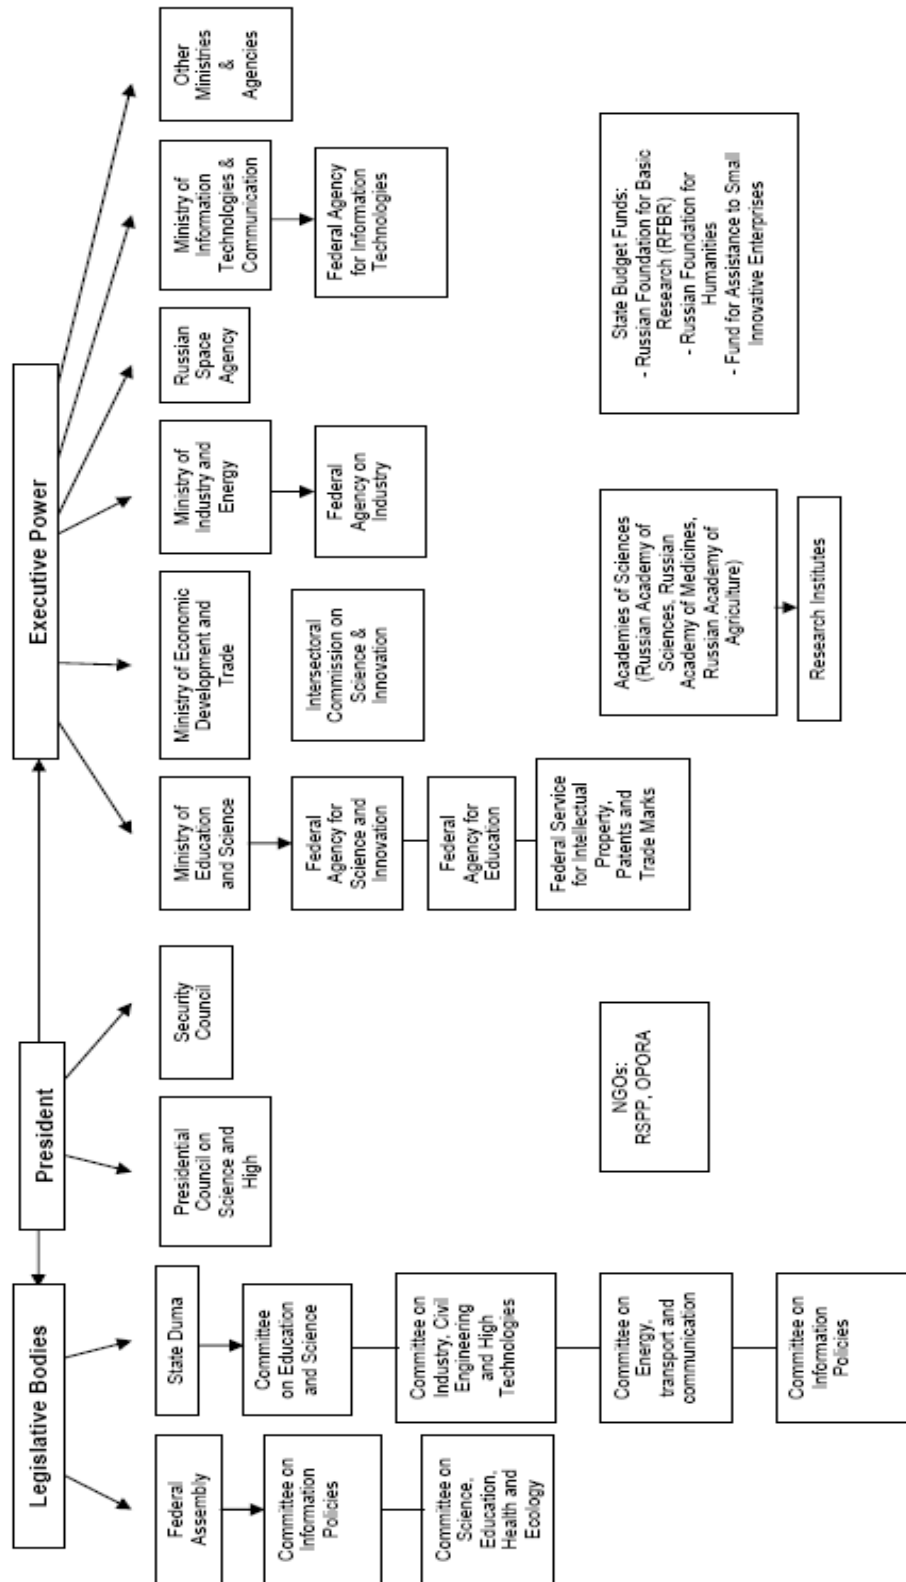 Legislative Bodies
President
Executive Power
Federal
Assembly
State Duma
Presidential
Council on
Science and
High
Security
Council
Ministry of
Education
and Science
Ministry of Economic
Development and
Trade
Ministry of
Industry and
Energy
Russian
Space
Agency
Ministry of
Information
Technologies &
Communication
Other
Ministries
&
Agencies
Committee on
Information
Policies
Committee on
Science,
Education,
Health and
Ecology
Committee
on Education
and Science
Committee on
Industry, Civil
Engineering
and High
Technologies
Committee on
Energy,
transport and
communication
Committee on
Information
Policies
Federal
Agency for
Science and
Innovation
Federal
Agency for
Education
Federal Service
for Intellectual
Property,
Patents and
Trade Marks
Intersectoral
Commission on
Science &
Innovation
Federal
Agency on
Industry
Federal Agency
for Information
Technologies
NGOs:
RSPP, OPORA
Academies of Sciences
(Russian Academy of
Sciences, Russian
Academy of Medicines,
Russian Academy of
Agriculture)
Research Institutes
State Budget Funds:
- Russian Foundation for Basic
Research (RFBR)
- Russian Foundation for
Humanities
- Fund for Assistance to Small
Innovative Enterprises